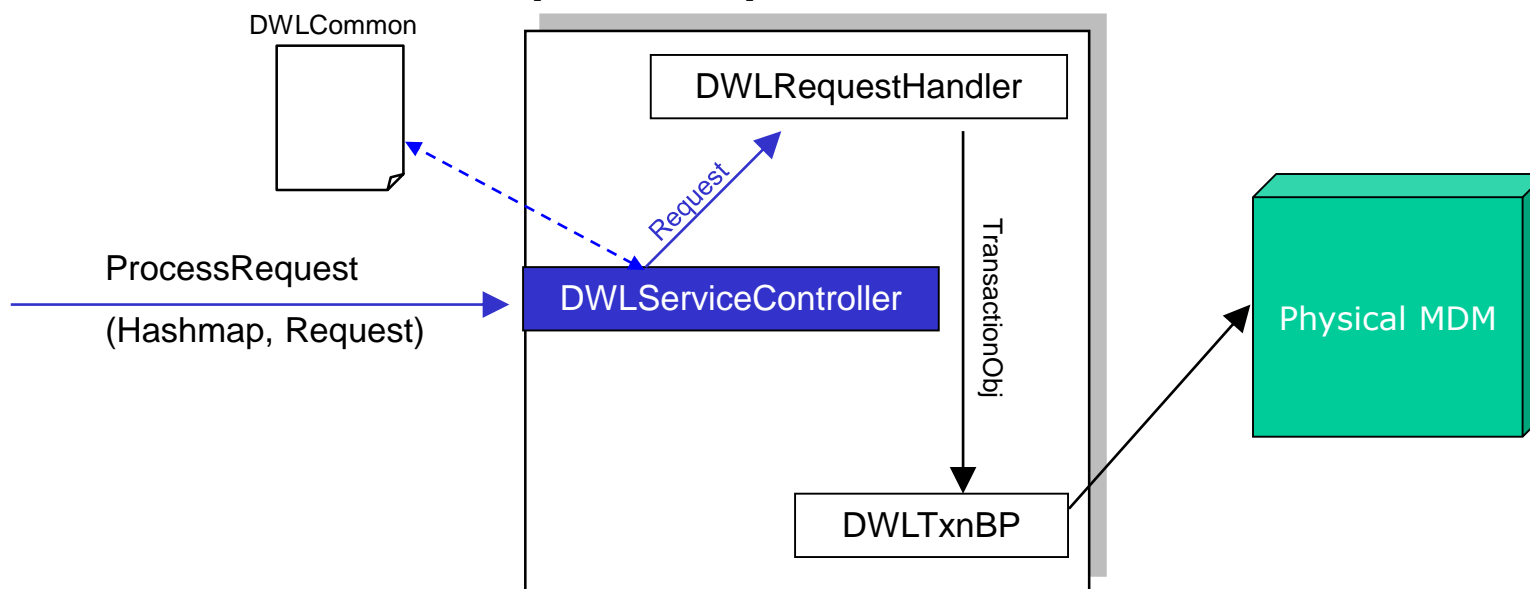 DWLCommon
DWLRequestHandler
Request
ProcessRequest
(Hashmap, Request)
DWLServiceController
TransactionObj
Physical MDM
DWLTxnBP